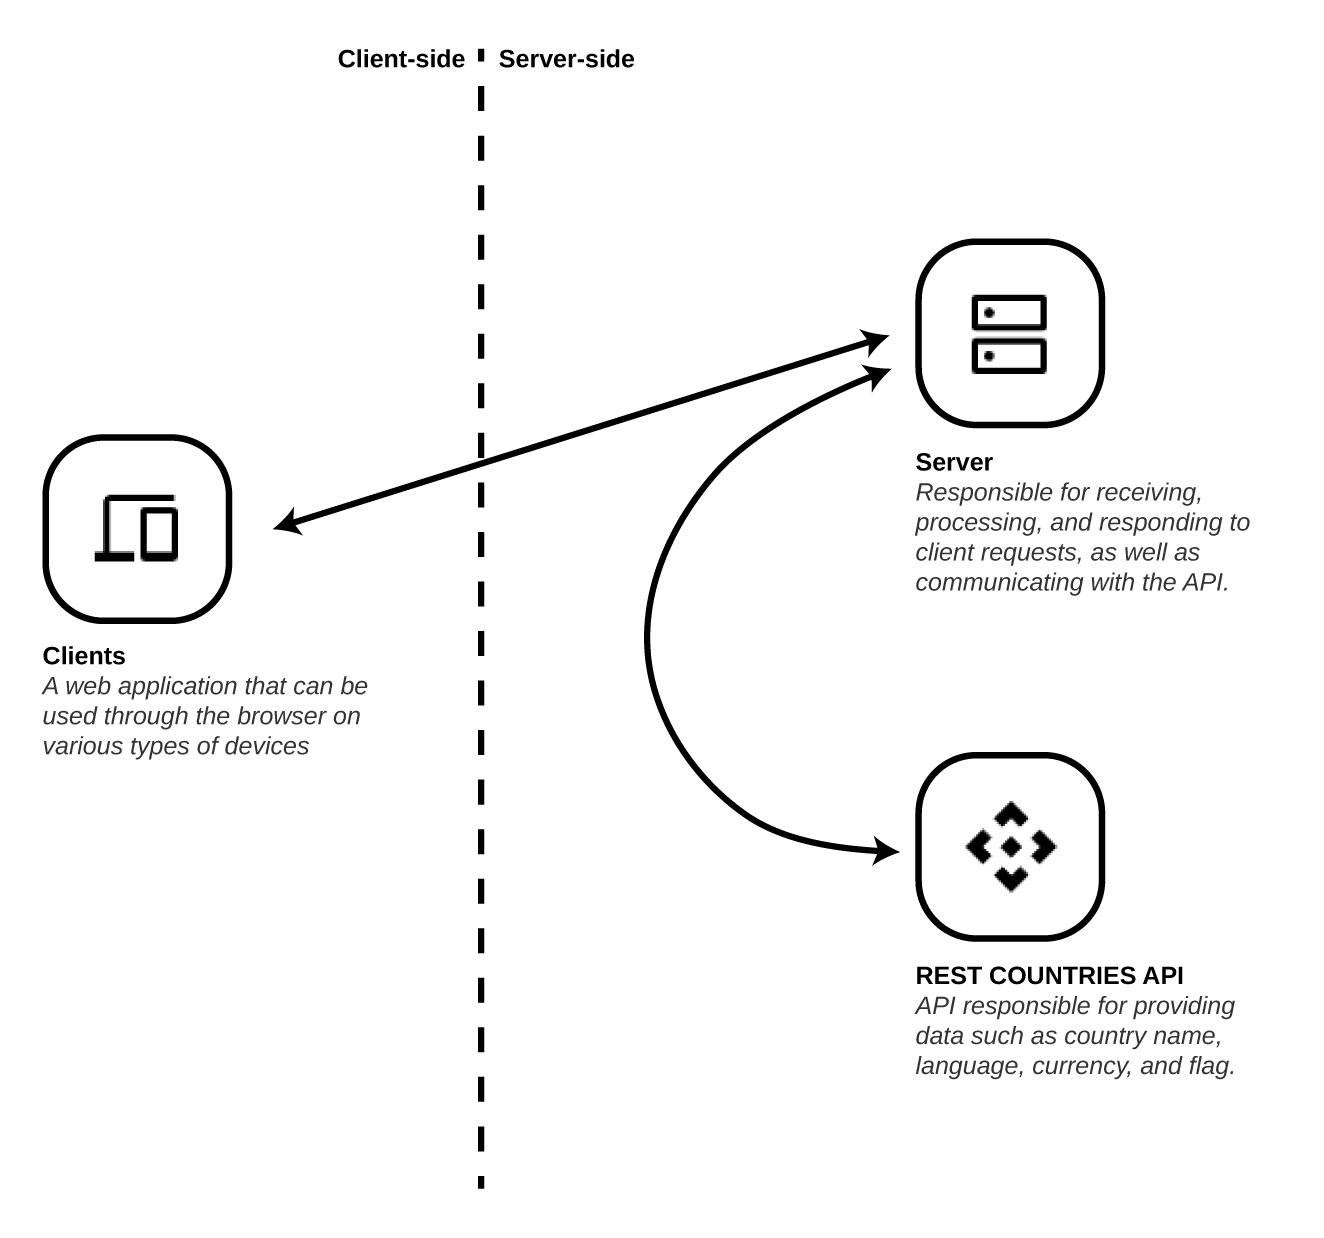 Client-side
Server-side
Server
Responsible for receiving,
processing, and responding to
client requests, as well as
communicating with the API.
Clients
A web application that can be
used through the browser on
various types of devices
REST COUNTRIES API
API responsible for providing
data such as country name,
language, currency, and flag.